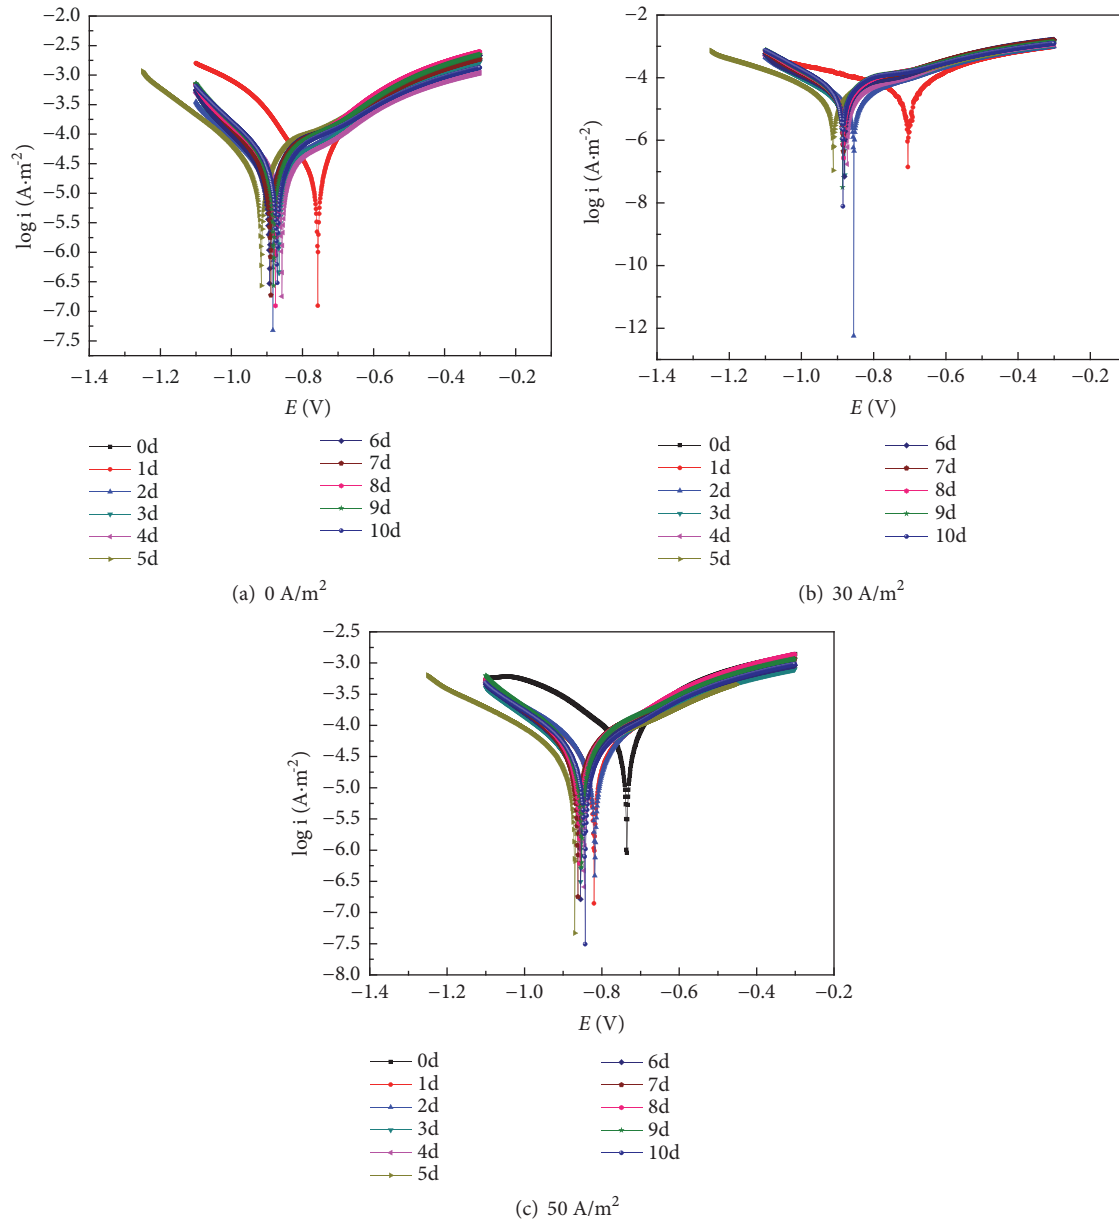 −2.0
−2.5
−3.0
−3.5
−4.0
−4.5
−5.0
−5.5
−6.0
−6.5
−7.0
−7.5
log i (A·m⁻²)
−1.4 −1.2 −1.0 −0.8 −0.6 −0.4 −0.2
E (V)
0d
1d
2d
3d
4d
5d
6d
7d
8d
9d
10d
(a) 0 A/m²
−2
−4
−6
−8
−10
−12
log i (A·m⁻²)
−1.4 −1.2 −1.0 −0.8 −0.6 −0.4 −0.2
E (V)
0d
1d
2d
3d
4d
5d
6d
7d
8d
9d
10d
(b) 30 A/m²
−2.5
−3.0
−3.5
−4.0
−4.5
−5.0
−5.5
−6.0
−6.5
−7.0
−7.5
−8.0
log i (A·m⁻²)
−1.4 −1.2 −1.0 −0.8 −0.6 −0.4 −0.2
E (V)
0d
1d
2d
3d
4d
5d
6d
7d
8d
9d
10d
(c) 50 A/m²